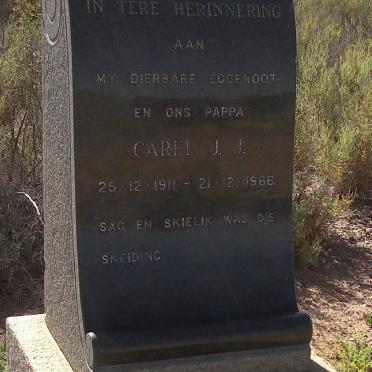 IN TERE HERINNERING
AAN
MY DIERBARE EGGENOOT
EN ONS PAPPA
CAREL J. J.
25-12-1911 - 21-12-1966
SAG EN SKIELIK WAS DIE
SKEIDING.